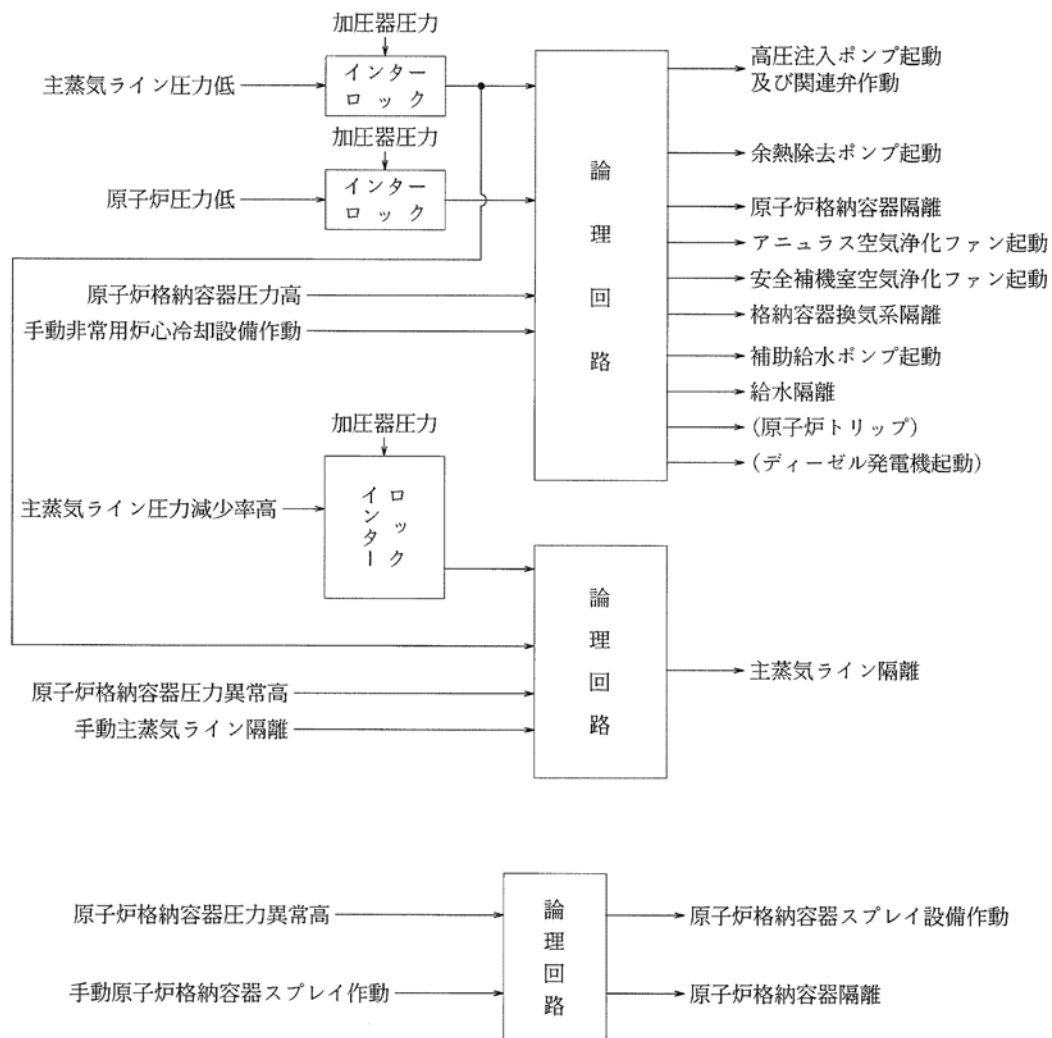 加圧器圧力
主蒸気ライン圧力低
インター
ロック
加圧器圧力
原子炉圧力低
インター
ロック
原子炉格納容器圧力高
手動非常用炉心冷却設備作動
論理回路
高圧注入ポンプ起動
及び関連弁作動
余熱除去ポンプ起動
原子炉格納容器隔離
アニュラス空気浄化ファン起動
安全補機室空気浄化ファン起動
格納容器換気系隔離
補助給水ポンプ起動
給水隔離
(原子炉トリップ)
(ディーゼル発電機起動)
加圧器圧力
主蒸気ライン圧力減少率高
インター
ロック
原子炉格納容器圧力異常高
手動主蒸気ライン隔離
論理回路
主蒸気ライン隔離
原子炉格納容器圧力異常高
手動原子炉格納容器スプレイ作動
論理回路
原子炉格納容器スプレイ設備作動
原子炉格納容器隔離